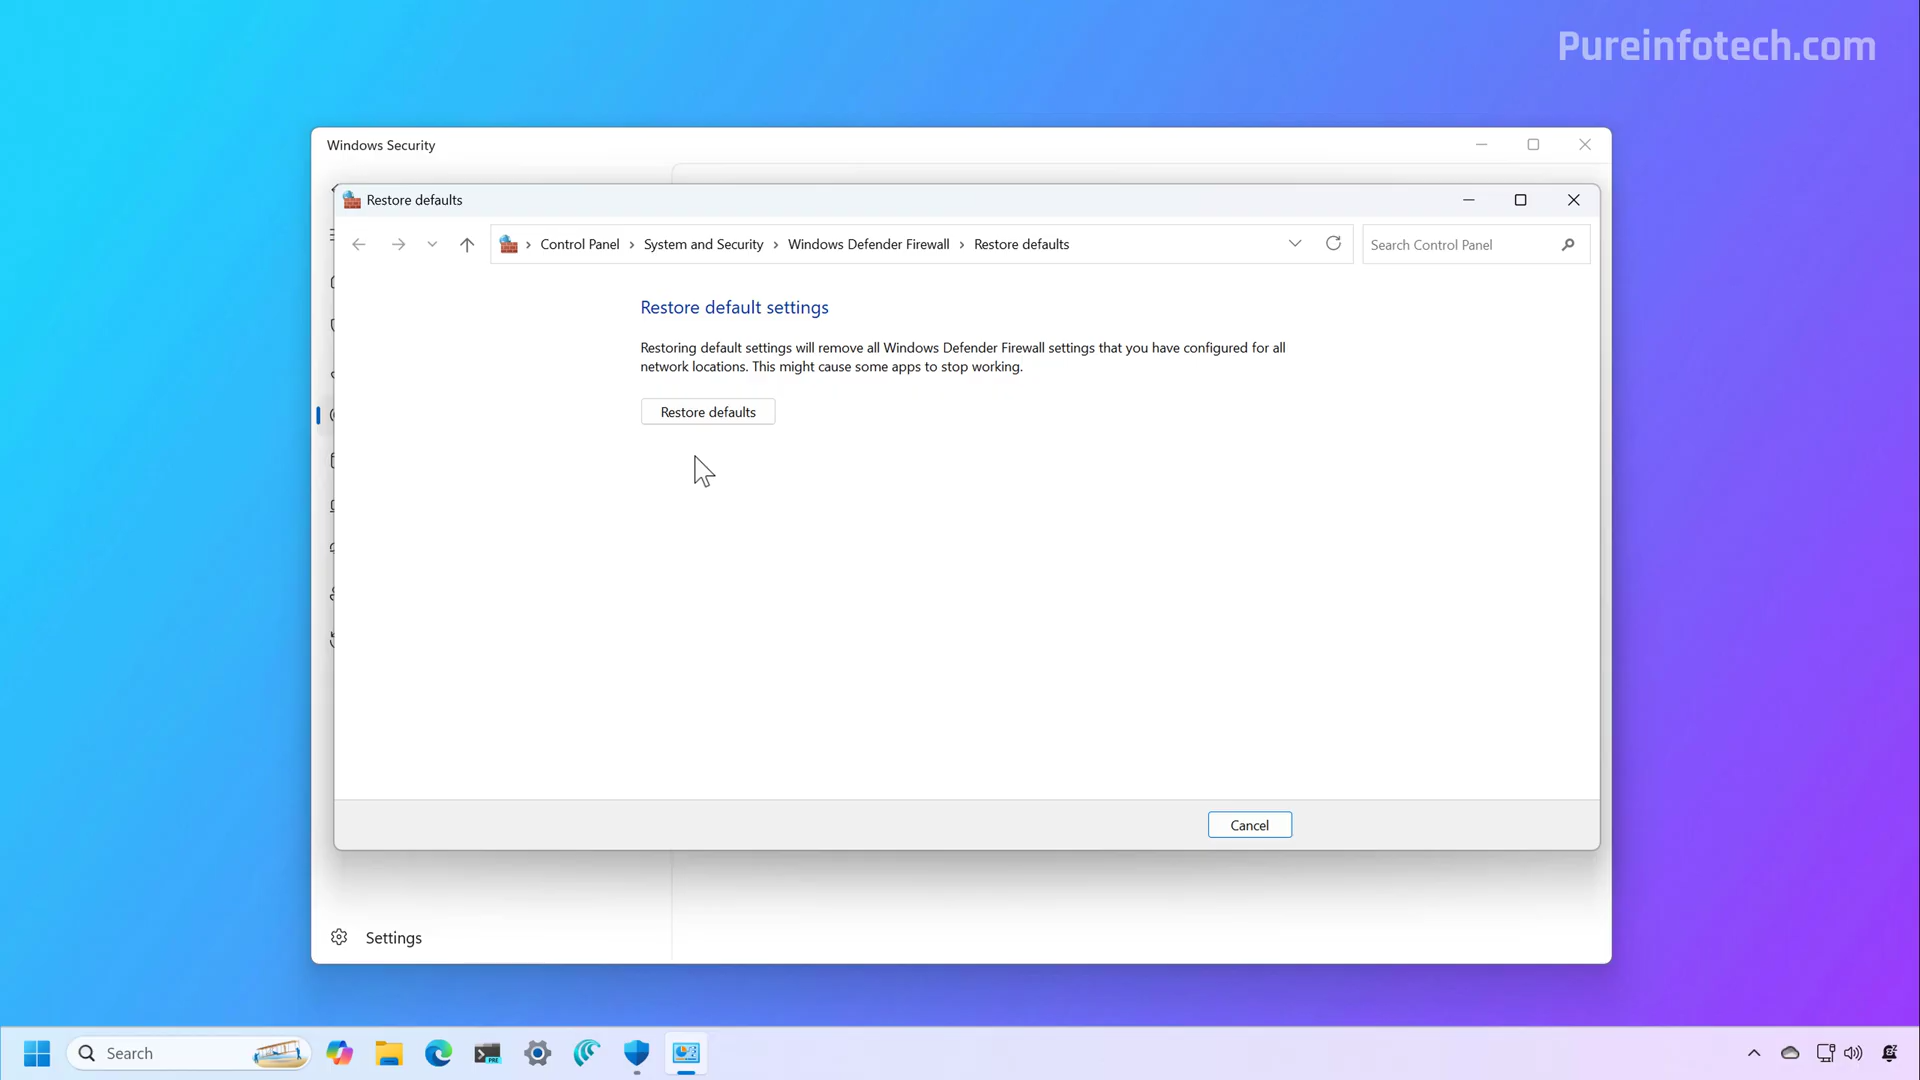 Pureinfotech.com
Windows Security
Restore defaults
Control Panel > System and Security > Windows Defender Firewall > Restore defaults
Search Control Panel
Restore default settings
Restoring default settings will remove all Windows Defender Firewall settings that you have configured for all
network locations. This might cause some apps to stop working.
Restore defaults
Cancel
Settings
Search
PRE